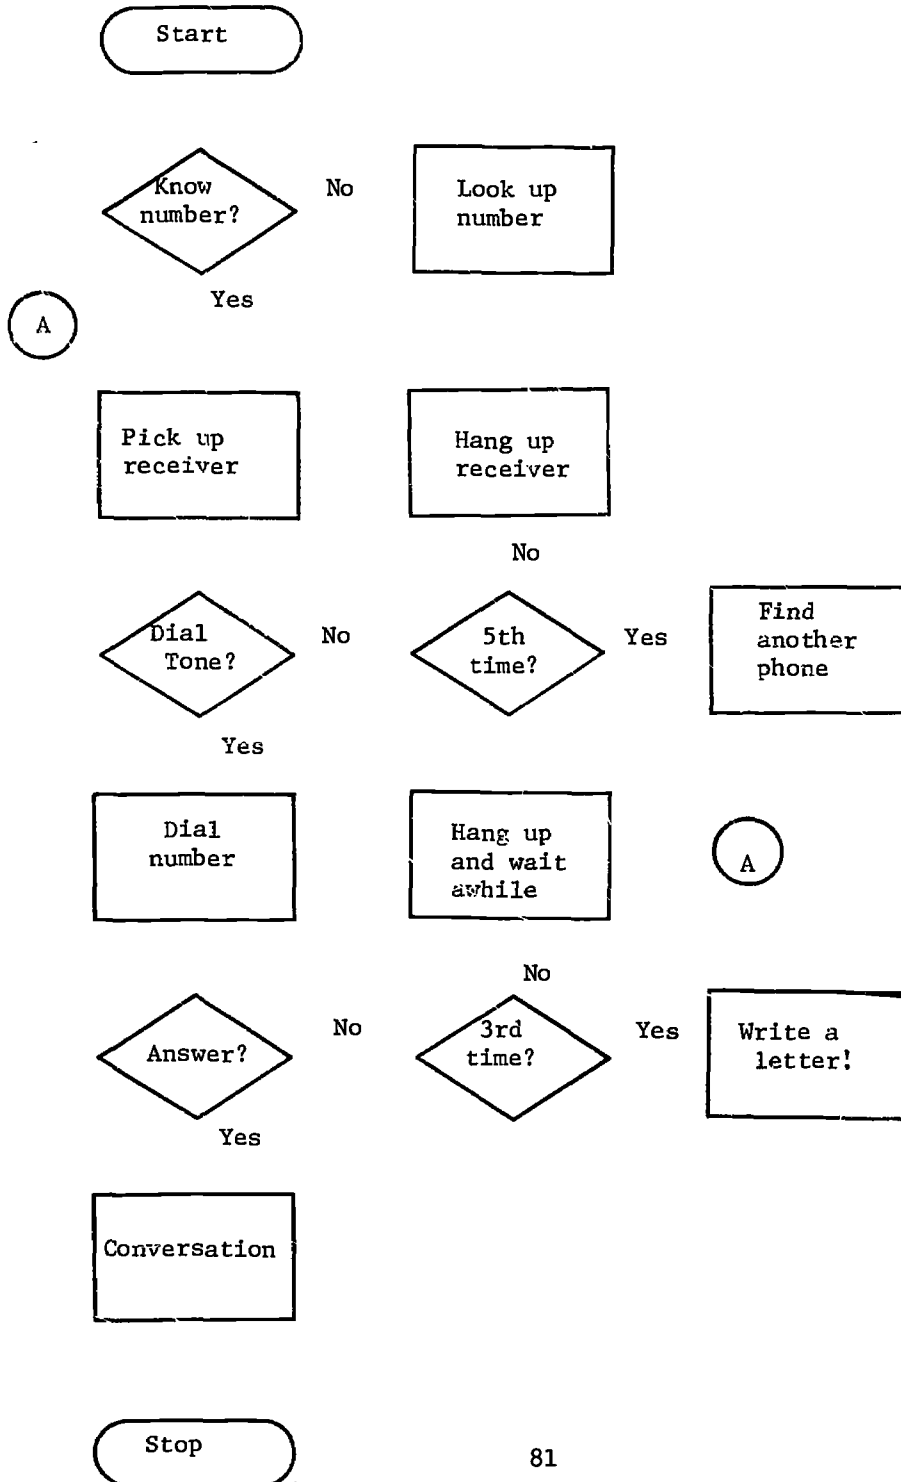 Start
Know
number?
No
Look up
number
Yes
A
Pick up
receiver
Hang up
receiver
No
Dial
Tone?
No
5th
time?
Yes
Find
another
phone
Yes
Dial
number
Hang up
and wait
awhile
A
No
Answer?
No
3rd
time?
Yes
Write a
letter!
Yes
Conversation
Stop
81